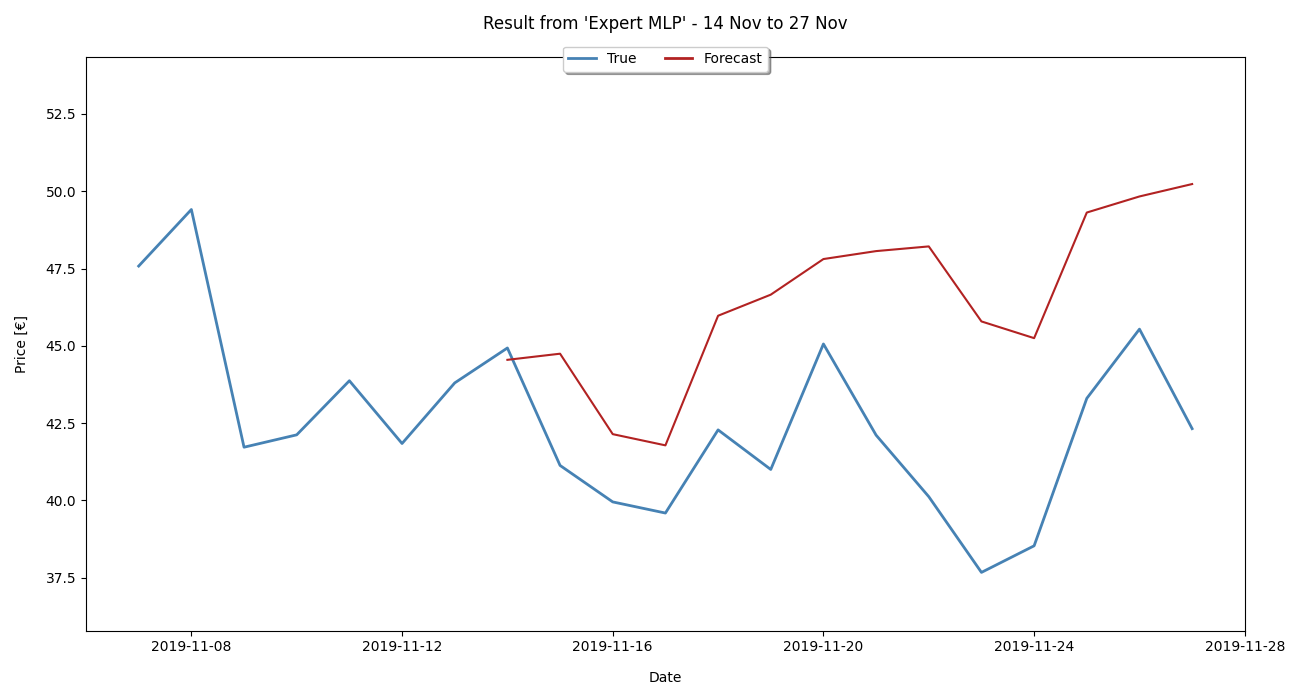 Result from 'Expert MLP' - 14 Nov to 27 Nov
True Forecast
52.5
50.0
47.5
45.0
42.5
40.0
37.5
Price [€]
2019-11-08 2019-11-12 2019-11-16 2019-11-20 2019-11-24 2019-11-28
Date